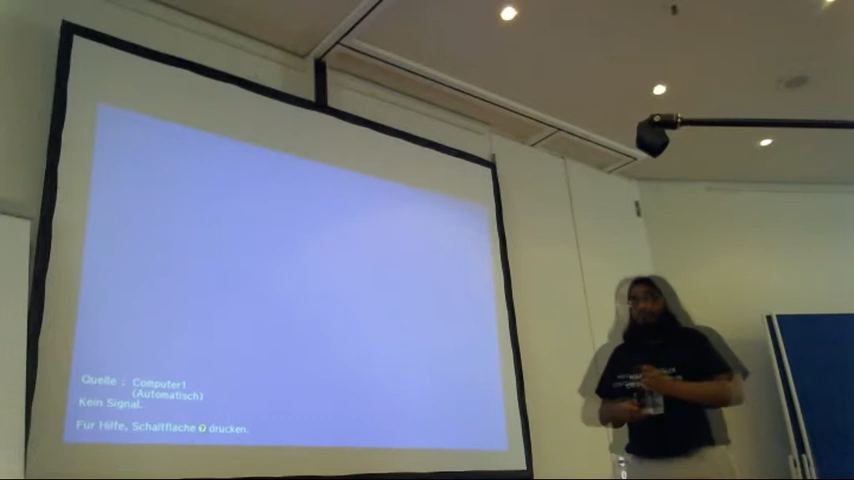 Quelle : Computer1
(Automatisch)
Kein Signal.
Für Hilfe, Schaltfläche ? drücken.